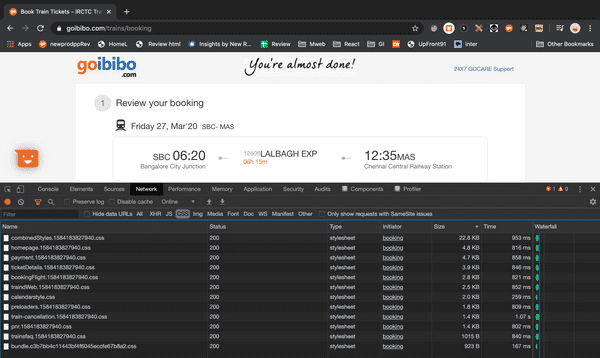 Book Train Tickets - IRCTC Tra
goibibo.com/trains/booking
Apps newprodppRev HomeL Review html Insights by New R... Review Mweb React GI UpFront91 inter Other Bookmarks
goibibo
.com
You're almost done!
24X7 GOCARE Support
1 Review your booking
Friday 27, Mar'20 SBC- MAS
SBC 06:20 12608LALBAGH EXP 12:35MAS
Bangalore City Junction 06h 15m Chennai Central Railway Station
Console Elements Sources Network Performance Memory Application Security Audits Components Profiler 1 9
Preserve log Disable cache Online
Filter Hide data URLs All XHR JS CSS Img Media Font Doc WS Manifest Other Only show requests with SameSite issues
Name Status Type Initiator Size Time Waterfall
combinedStyles.1584183827940.css 200 stylesheet booking 22.8 KB 953 ms
homepage.1584183827940.css 200 stylesheet booking 4.8 KB 816 ms
payment.1584183827940.css 200 stylesheet booking 4.7 KB 858 ms
ticketDetails.1584183827940.css 200 stylesheet booking 3.9 KB 846 ms
bookingFlight.1584183827940.css 200 stylesheet booking 2.8 KB 821 ms
traindWeb.1584183827940.css 200 stylesheet booking 2.5 KB 852 ms
calendarstyle.css 200 stylesheet booking 2.0 KB 259 ms
preloaders.1584183827940.css 200 stylesheet booking 1.8 KB 809 ms
train-cancellation.1584183827940.css 200 stylesheet booking 1.4 KB 1.07 s
pnr.1584183827940.css 200 stylesheet booking 1.4 KB 802 ms
trainsfaq.1584183827940.css 200 stylesheet booking 1015 B 840 ms
bundle.c3b7bb4c11443bf4f6045eccfe67b8a2.css 200 stylesheet booking 923 B 167 ms